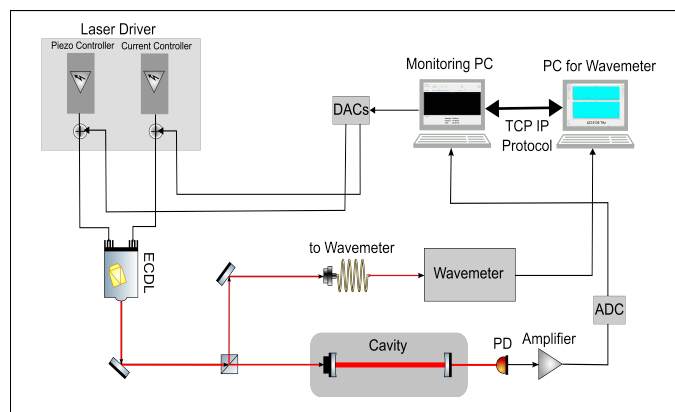 Laser Driver
Piezo Controller
Current Controller
Monitoring PC
PC for Wavemeter
DACs
TCP IP
Protocol
ECDL
to Wavemeter
Wavemeter
ADC
Cavity
PD
Amplifier